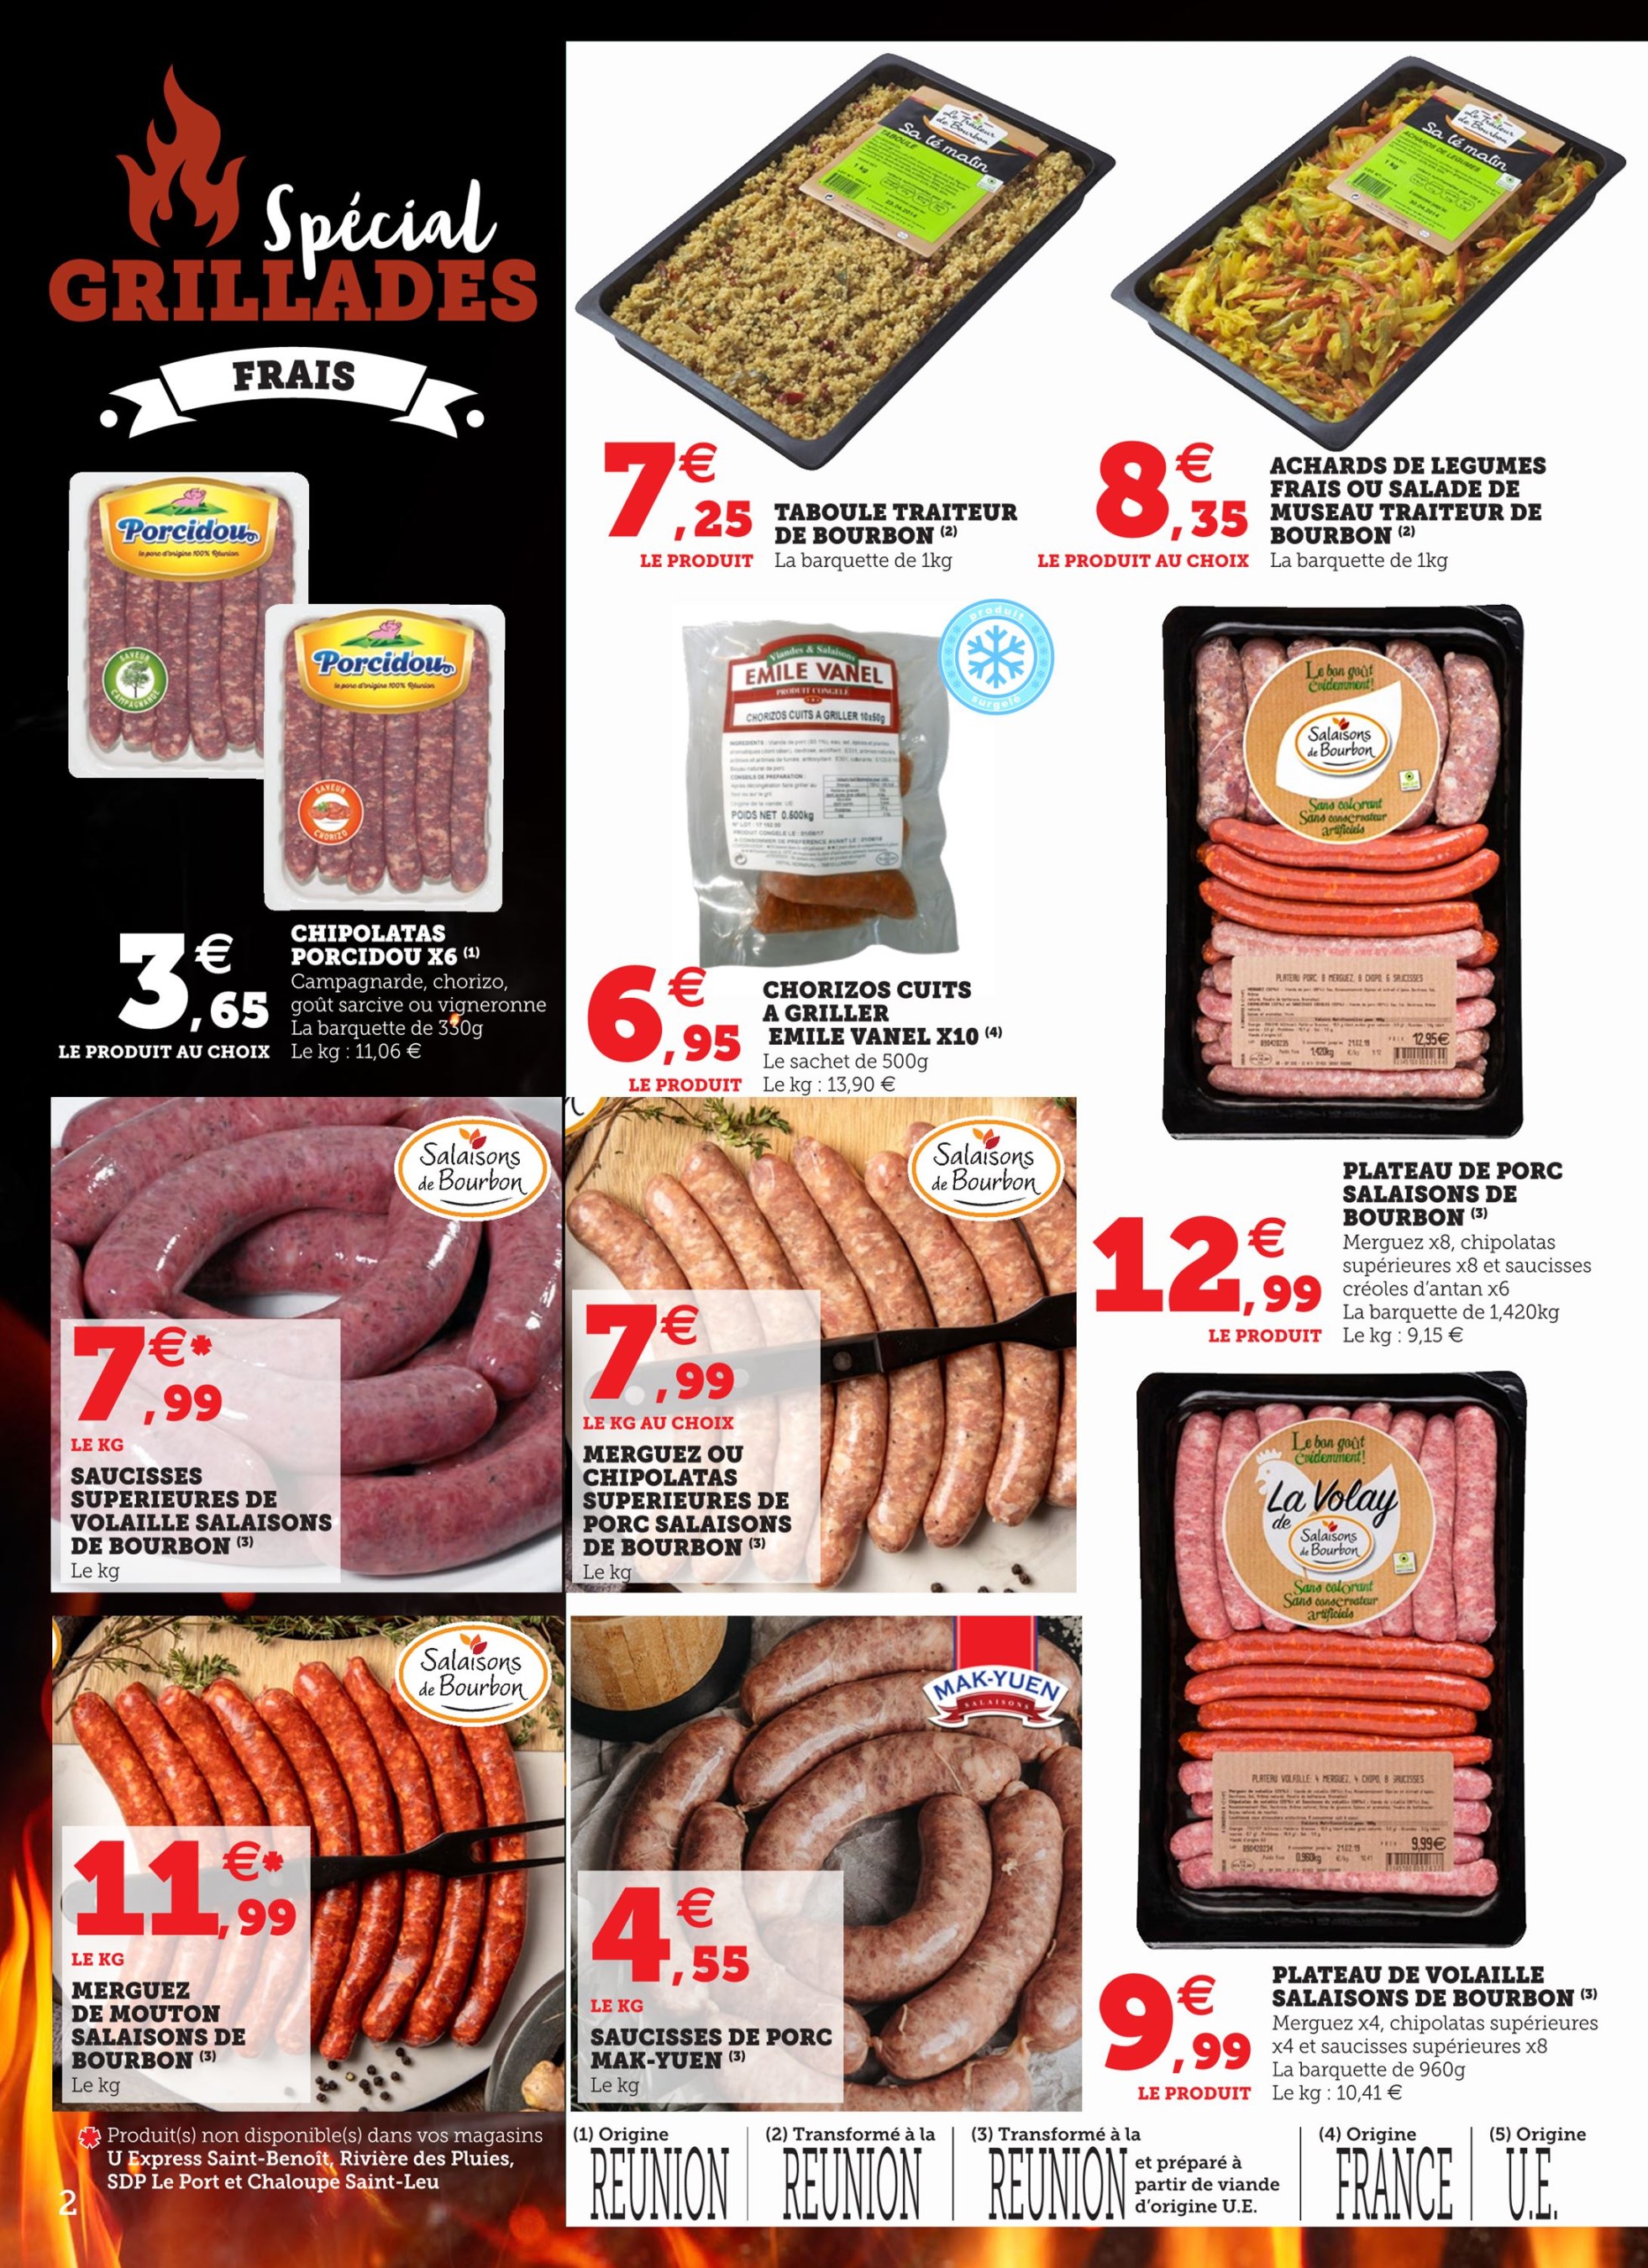 Spécial
GRILLADES
FRAIS
Porcidou
le porc d'origine 100% Réunion
SAVEUR
CAMPAGNARDE
Porcidou
le porc d'origine 100% Réunion
SAVEUR
CHORIZO
3€,65
LE PRODUIT AU CHOIX
CHIPOLATAS
PORCIDOU X6 (1)
Campagnarde, chorizo,
goût sarcive ou vigneronne
La barquette de 330g
Le kg : 11,06 €
Le Traiteur
de Bourbon
Sa lé matin
TABOULE
1 kg
7€,25
LE PRODUIT
TABOULE TRAITEUR
DE BOURBON (2)
La barquette de 1kg
Le Traiteur
de Bourbon
Sa lé matin
ACHARDS DE LEGUMES
1 kg
8€,35
LE PRODUIT AU CHOIX
ACHARDS DE LEGUMES
FRAIS OU SALADE DE
MUSEAU TRAITEUR DE
BOURBON (2)
La barquette de 1kg
produit
surgelé
Viandes & Salaisons
EMILE VANEL
PRODUIT CONGELÉ
CHORIZOS CUITS A GRILLER 10x50g
CONSEILS DE PREPARATION :
POIDS NET 0.500kg
6€,95
LE PRODUIT
CHORIZOS CUITS
A GRILLER
EMILE VANEL X10 (4)
Le sachet de 500g
Le kg : 13,90 €
Le bon goût
évidemment!
Salaisons
de Bourbon
Sans colorant
Sans conservateur
artificiels
PLATEAU PORC: 8 MERGUEZ, 8 CHIPO, 6 SAUCISSES
12,95€
1,420kg
12€,99
LE PRODUIT
PLATEAU DE PORC
SALAISONS DE
BOURBON (3)
Merguez x8, chipolatas
supérieures x8 et saucisses
créoles d'antan x6
La barquette de 1,420kg
Le kg : 9,15 €
Salaisons
de Bourbon
7€*,99
LE KG
SAUCISSES
SUPERIEURES DE
VOLAILLE SALAISONS
DE BOURBON (3)
Le kg
Salaisons
de Bourbon
7€,99
LE KG AU CHOIX
MERGUEZ OU
CHIPOLATAS
SUPERIEURES DE
PORC SALAISONS
DE BOURBON (3)
Le kg
Salaisons
de Bourbon
11€*,99
LE KG
MERGUEZ
DE MOUTON
SALAISONS DE
BOURBON (3)
Le kg
MAK-YUEN
SALAISONS
4€,55
LE KG
SAUCISSES DE PORC
MAK-YUEN (3)
Le kg
Le bon goût
évidemment!
La Volay
de
Salaisons
de Bourbon
Sans colorant
Sans conservateur
artificiels
PLATEAU VOLAILLE: 4 MERGUEZ, 4 CHIPO, 8 SAUCISSES
9,99€
0,960kg
9€,99
LE PRODUIT
PLATEAU DE VOLAILLE
SALAISONS DE BOURBON (3)
Merguez x4, chipolatas supérieures
x4 et saucisses supérieures x8
La barquette de 960g
Le kg : 10,41 €
* Produit(s) non disponible(s) dans vos magasins
U Express Saint-Benoît, Rivière des Pluies,
SDP Le Port et Chaloupe Saint-Leu
2
(1) Origine
REUNION
(2) Transformé à la
REUNION
(3) Transformé à la
REUNION
et préparé à
partir de viande
d'origine U.E.
(4) Origine
FRANCE
(5) Origine
U.E.